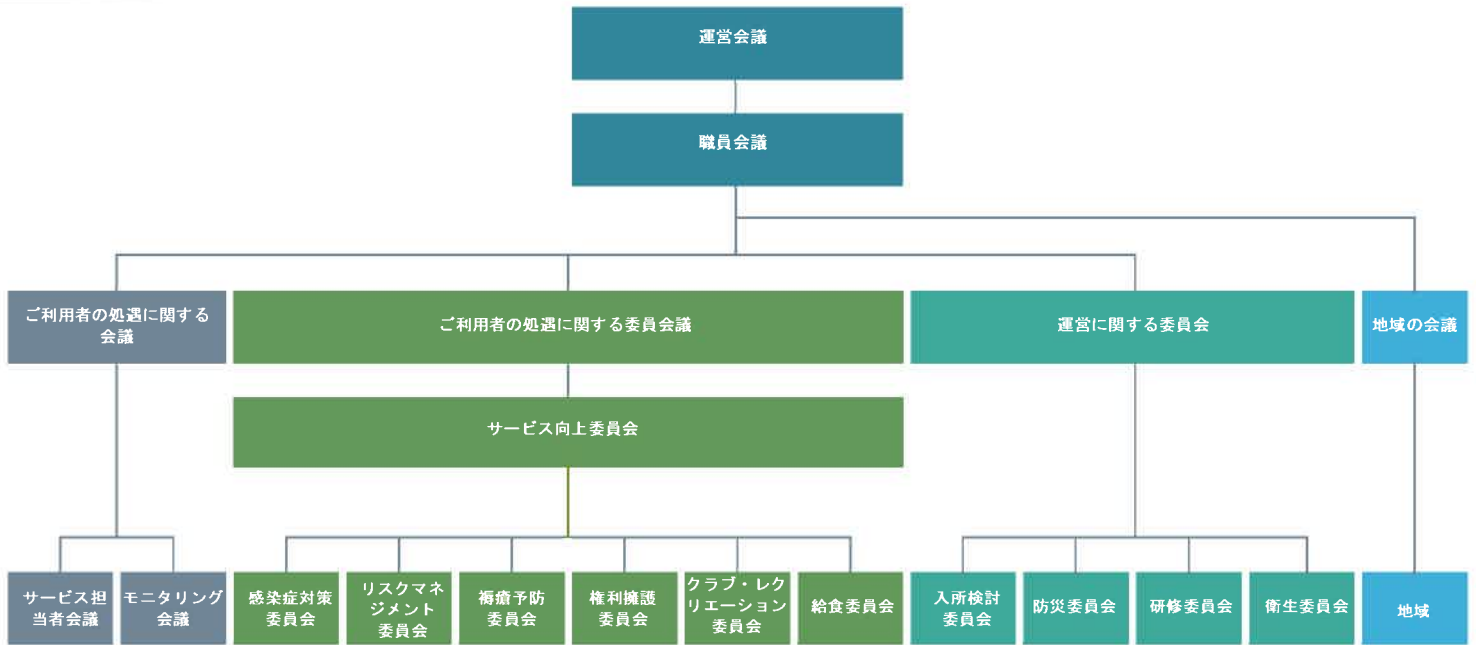 運営会議
職員会議
ご利用者の処遇に関する
会議
ご利用者の処遇に関する委員会議
運営に関する委員会
地域の会議
サービス向上委員会
サービス担
当者会議
モニタリング
会議
感染症対策
委員会
リスクマネ
ジメント
委員会
褥瘡予防
委員会
権利擁護
委員会
クラブ・レク
リエーション
委員会
給食委員会
入所検討
委員会
防災委員会
研修委員会
衛生委員会
地域